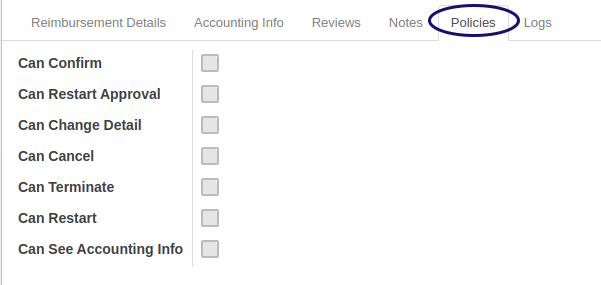 Reimbursement Details Accounting Info Reviews Notes Policies Logs
Can Confirm
Can Restart Approval
Can Change Detail
Can Cancel
Can Terminate
Can Restart
Can See Accounting Info